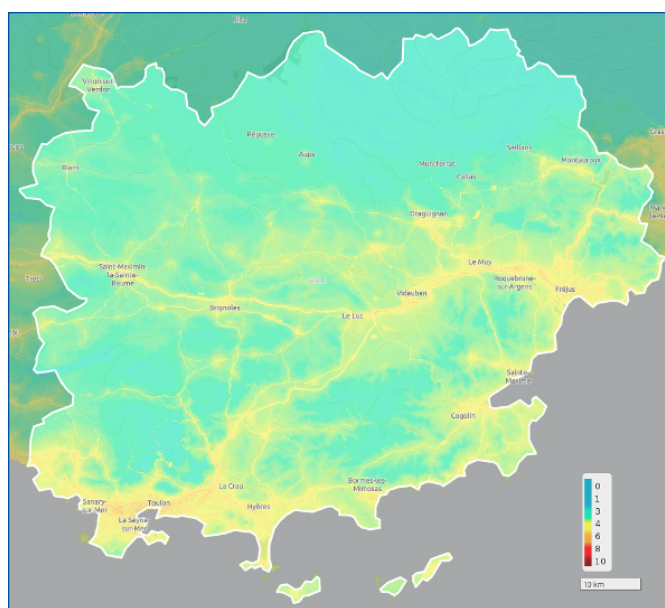 Vinon-sur-
Verdon
Régusse
Aups
Rians
Montferrat
Seillans
Callas
Montauroux
Draguignan
Saint-Maximin-
la-Sainte-
Baume
Trets
Le Muy
Roquebrune-
sur-Argens
Fréjus
Vidauban
Brignoles
Le Luc
Sainte-
Maxime
Cogolin
La Crau
Bormes-les-
Mimosas
Sanary-
sur-Mer
Toulon
Hyères
La Seyne-
sur-Mer
0
1
3
4
6
8
10
10 km